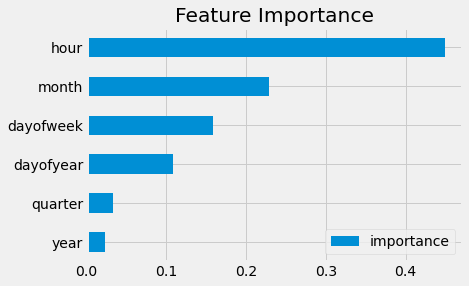 Feature Importance
hour
month
dayofweek
dayofyear
quarter
year
importance
0.0 0.1 0.2 0.3 0.4